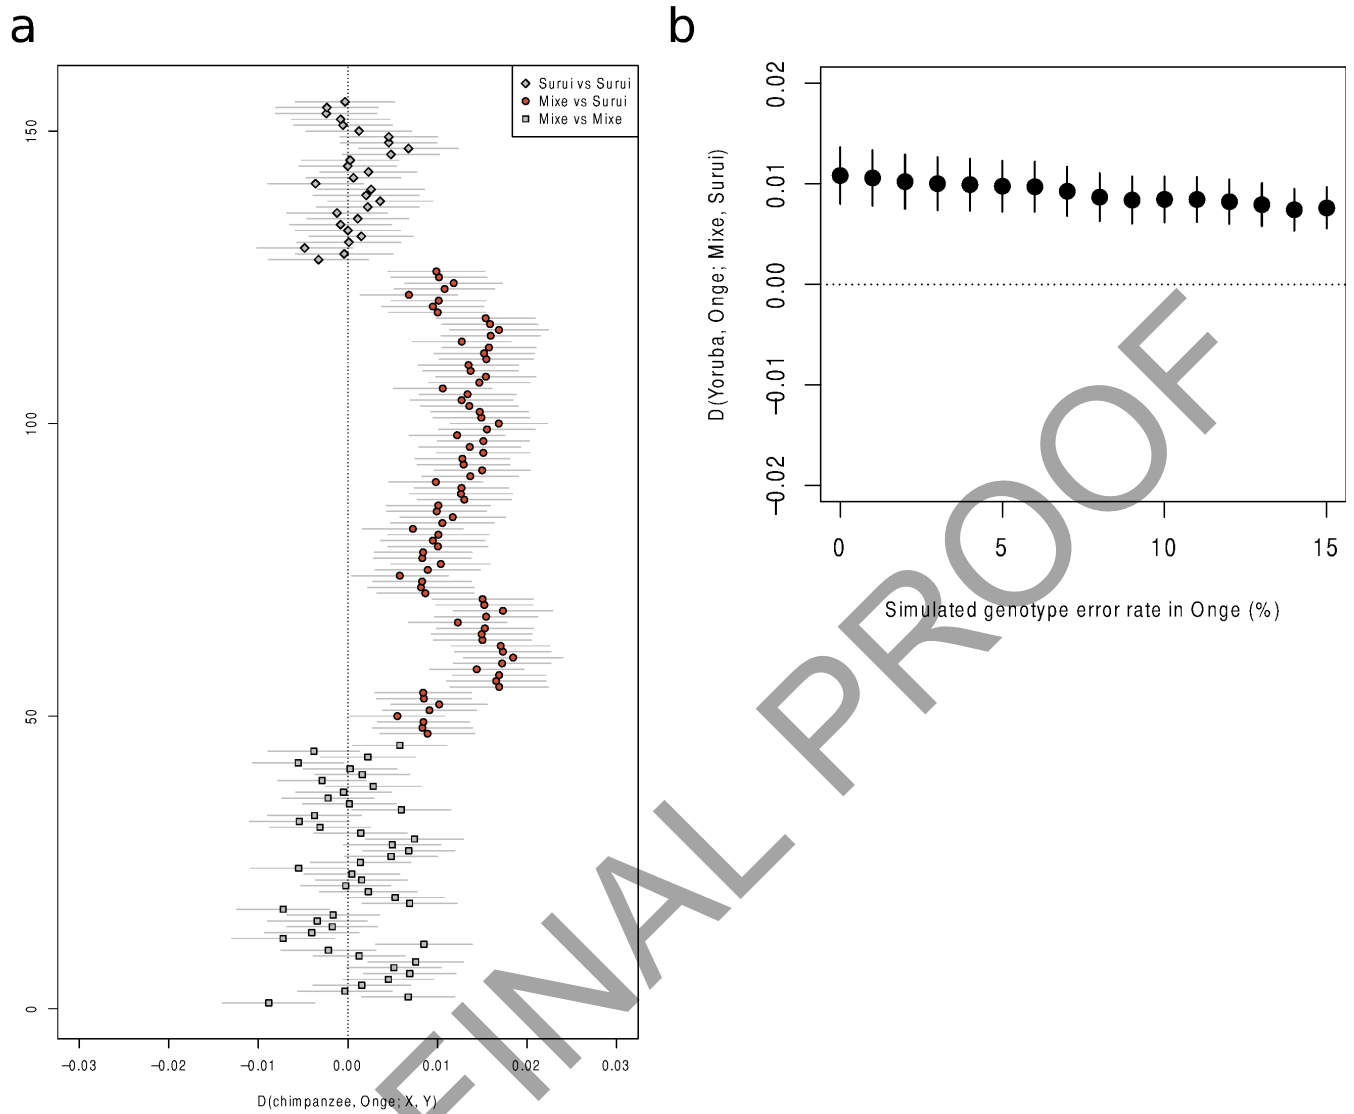 a
b
Surui vs Surui
Mixe vs Surui
Mixe vs Mixe
150
100
50
0
−0.03 −0.02 −0.01 0.00 0.01 0.02 0.03
D(chimpanzee, Onge; X, Y)
0.02
0.01
0.00
−0.01
−0.02
D(Yoruba, Onge; Mixe, Surui)
0 5 10 15
Simulated genotype error rate in Onge (%)
FINAL PROOF